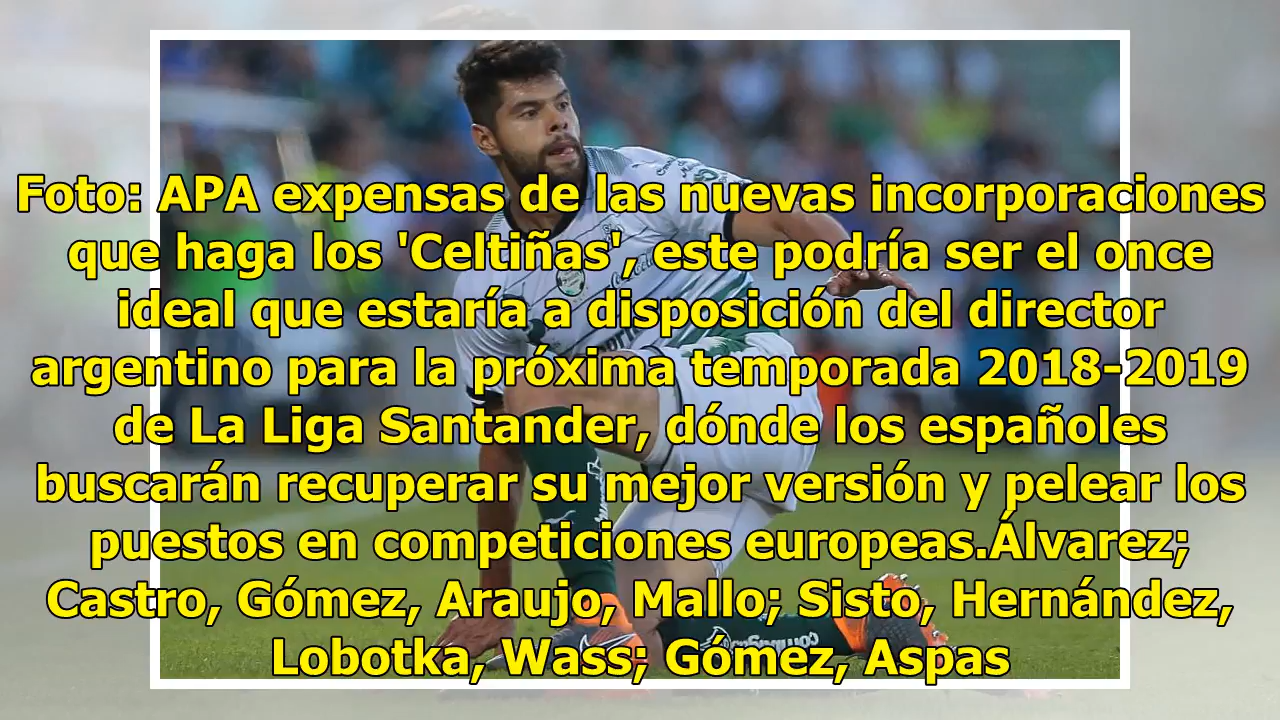 Foto: APA expensas de las nuevas incorporaciones
que haga los 'Celtiñas', este podría ser el once
ideal que estaría a disposición del director
argentino para la próxima temporada 2018-2019
de La Liga Santander, dónde los españoles
buscarán recuperar su mejor versión y pelear los
puestos en competiciones europeas.Álvarez;
Castro, Gómez, Araujo, Mallo; Sisto, Hernández,
Lobotka, Wass; Gómez, Aspas